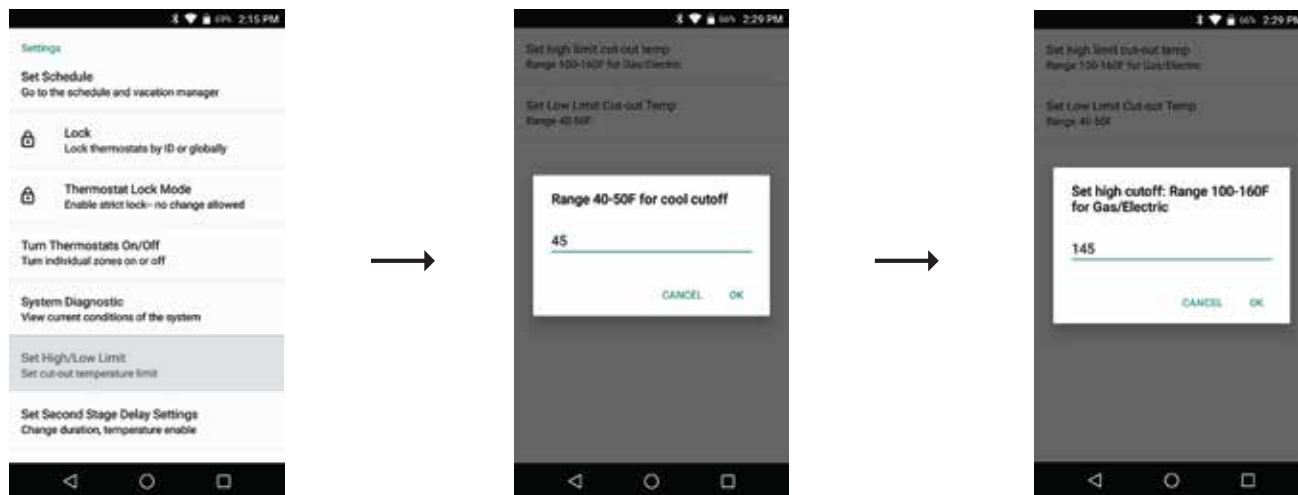 69% 2:15 PM
Settings
Set Schedule
Go to the schedule and vacation manager
Lock
Lock thermostats by ID or globally
Thermostat Lock Mode
Enable strict lock-- no change allowed
Turn Thermostats On/Off
Turn individual zones on or off
System Diagnostic
View current conditions of the system
Set High/Low Limit
Set cut-out temperature limit
Set Second Stage Delay Settings
Change duration, temperature enable
66% 2:29 PM
Set high limit cut-out temp
Range 100-160F for Gas/Electric
Set Low Limit Cut-out Temp
Range 40-50F
Range 40-50F for cool cutoff
45
CANCEL OK
66% 2:29 PM
Set high limit cut-out temp
Range 100-160F for Gas/Electric
Set Low Limit Cut-out Temp
Range 40-50F
Set high cutoff: Range 100-160F
for Gas/Electric
145
CANCEL OK